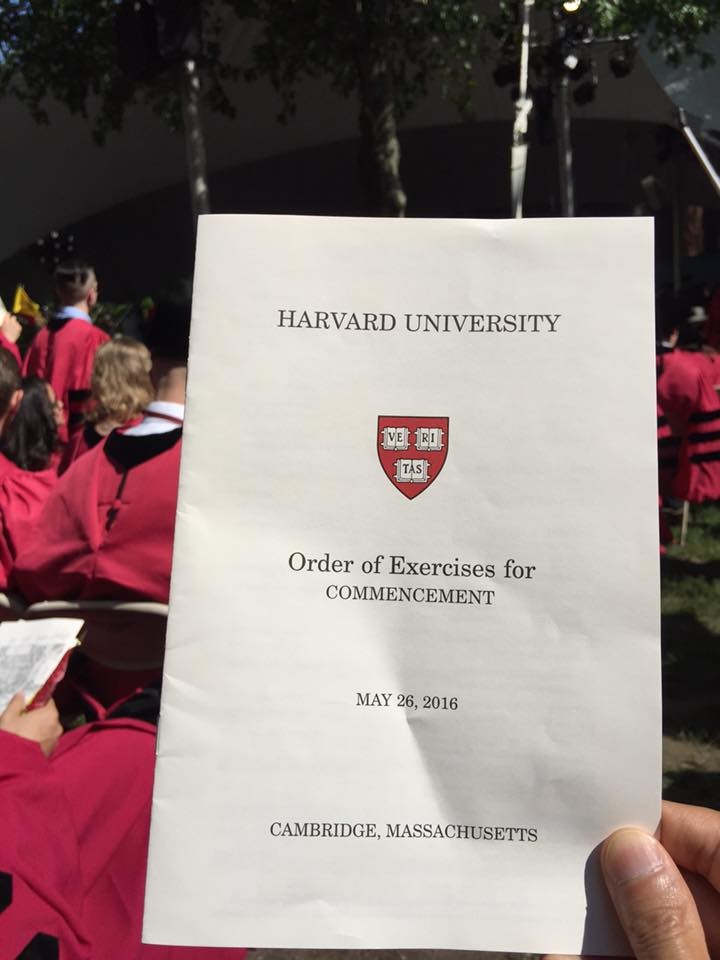 HARVARD UNIVERSITY
VE RI
TAS
Order of Exercises for
COMMENCEMENT
MAY 26, 2016
CAMBRIDGE, MASSACHUSETTS